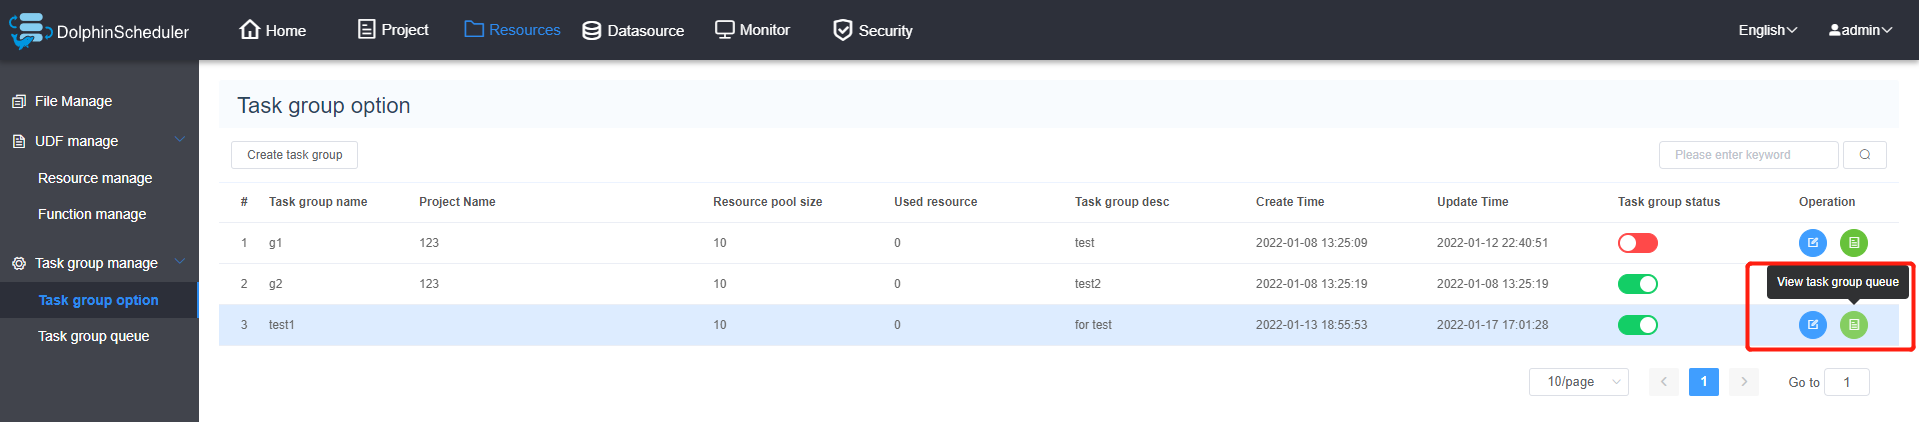 DolphinScheduler Home Project Resources Datasource Monitor Security English admin
File Manage
UDF manage
Resource manage
Function manage
Task group manage
Task group option
Task group queue
Task group option
Create task group Please enter keyword
# Task group name Project Name Resource pool size Used resource Task group desc Create Time Update Time Task group status Operation
1 g1 123 10 0 test 2022-01-08 13:25:09 2022-01-12 22:40:51
2 g2 123 10 0 test2 2022-01-08 13:25:19 2022-01-08 13:25:19
View task group queue
3 test1 10 0 for test 2022-01-13 18:55:53 2022-01-17 17:01:28
10/page 1 Go to 1